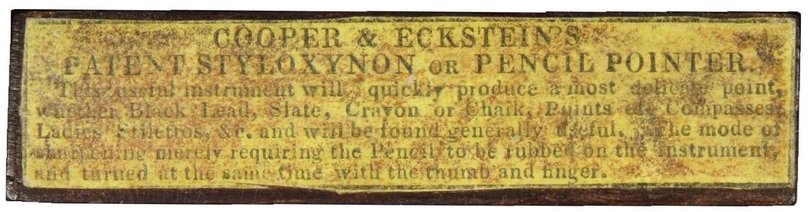 COOPER & ECKSTEIN'S
PATENT STYLOXYNON OR PENCIL POINTER.
This useful instrument will quickly produce a most delicate point,
whether Black Lead, Slate, Crayon or Chalk, Points of Compasses,
Ladies Stilettos, &c. and will be found generally useful. The mode of
sharpening merely requiring the Pencil to be rubbed on the instrument,
and turned at the same time with the thumb and finger.